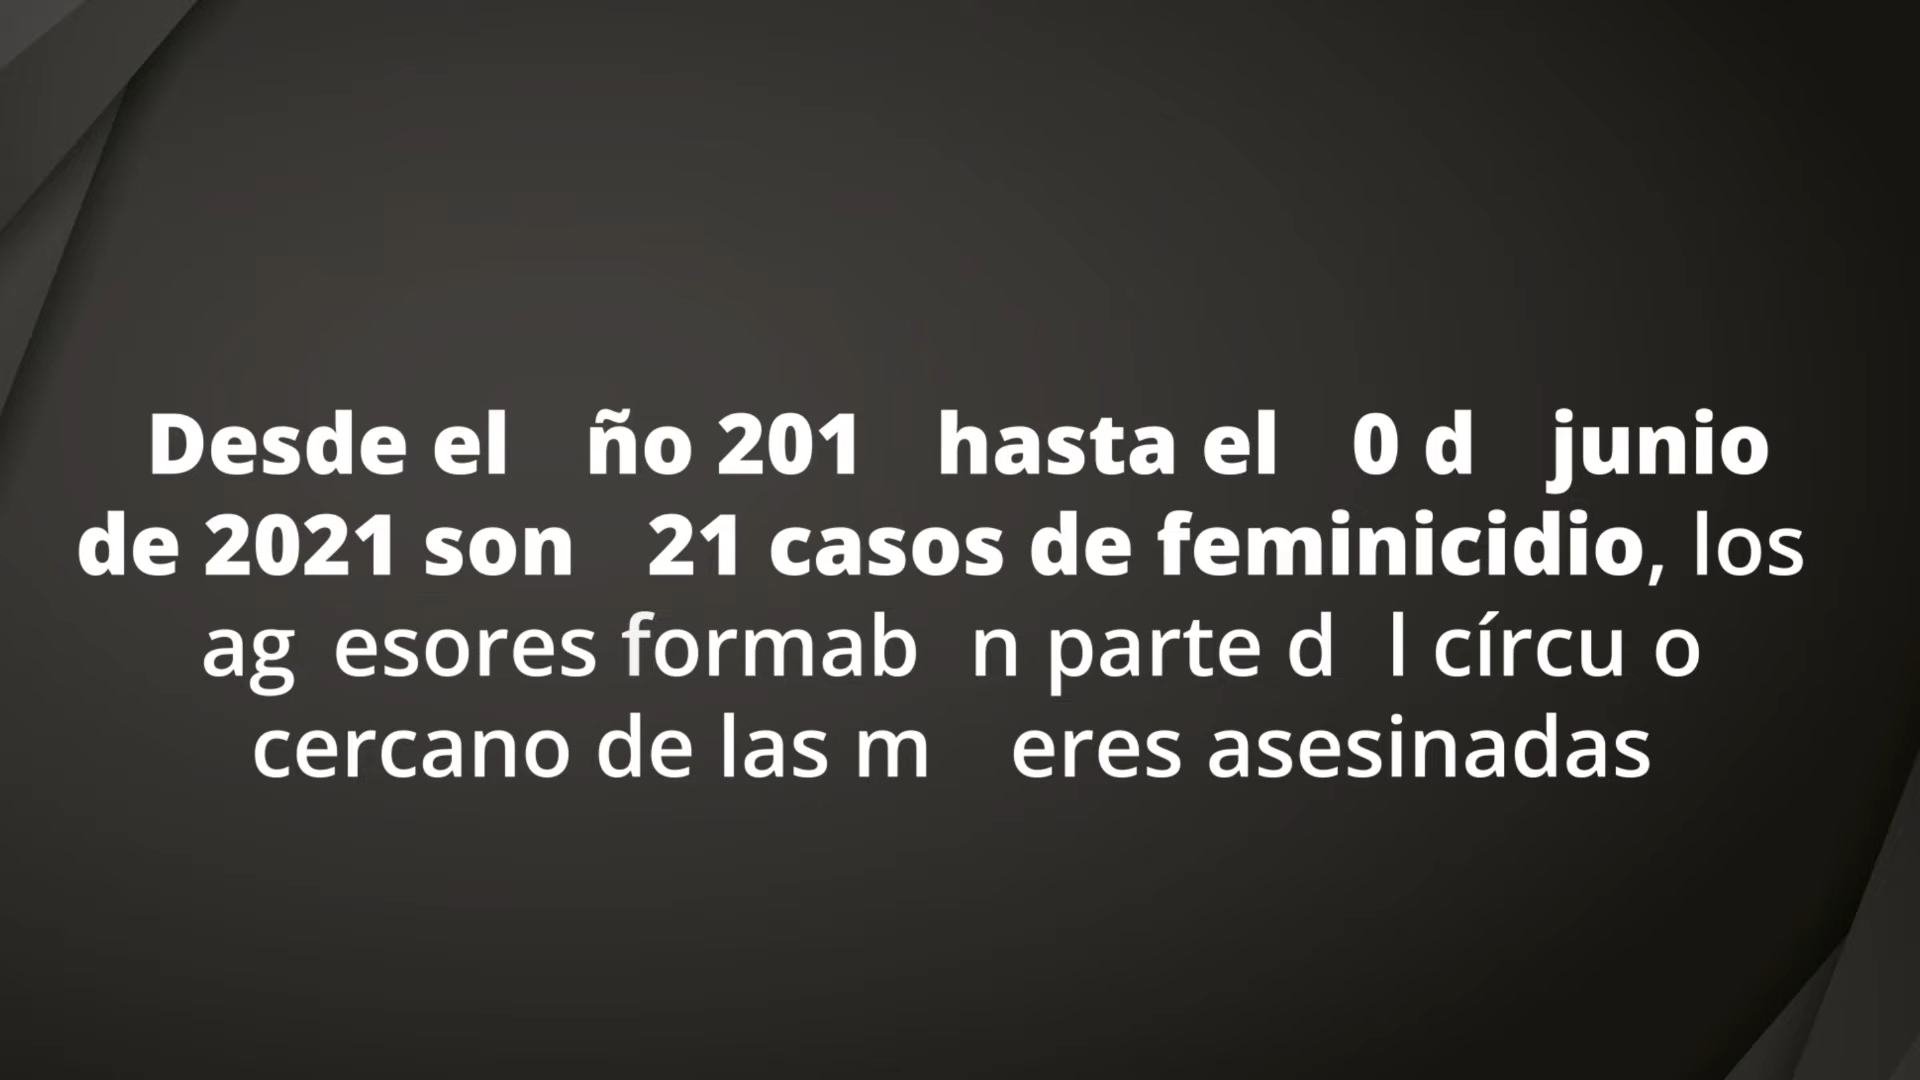 Desde el ño 201 hasta el 0 d junio
de 2021 son 21 casos de feminicidio, los
ag esores formab n parte d l círcu o
cercano de las m eres asesinadas